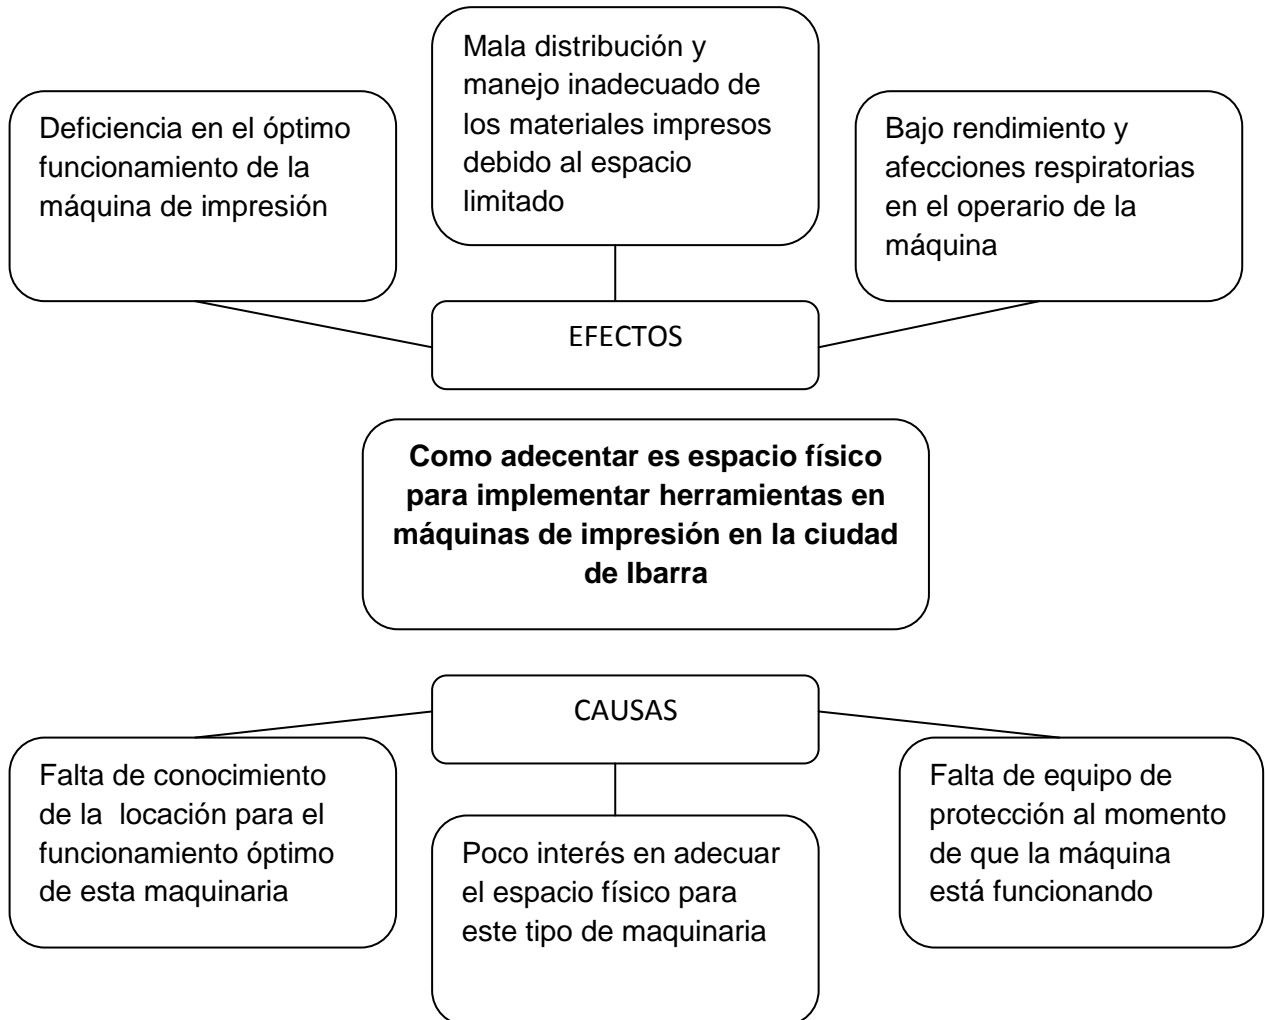 Mala distribución y
manejo inadecuado de
los materiales impresos
debido al espacio
limitado
Deficiencia en el óptimo
funcionamiento de la
máquina de impresión
Bajo rendimiento y
afecciones respiratorias
en el operario de la
máquina
EFECTOS
Como adecentar es espacio físico
para implementar herramientas en
máquinas de impresión en la ciudad
de Ibarra
CAUSAS
Falta de conocimiento
de la  locación para el
funcionamiento óptimo
de esta maquinaria
Poco interés en adecuar
el espacio físico para
este tipo de maquinaria
Falta de equipo de
protección al momento
de que la máquina
está funcionando